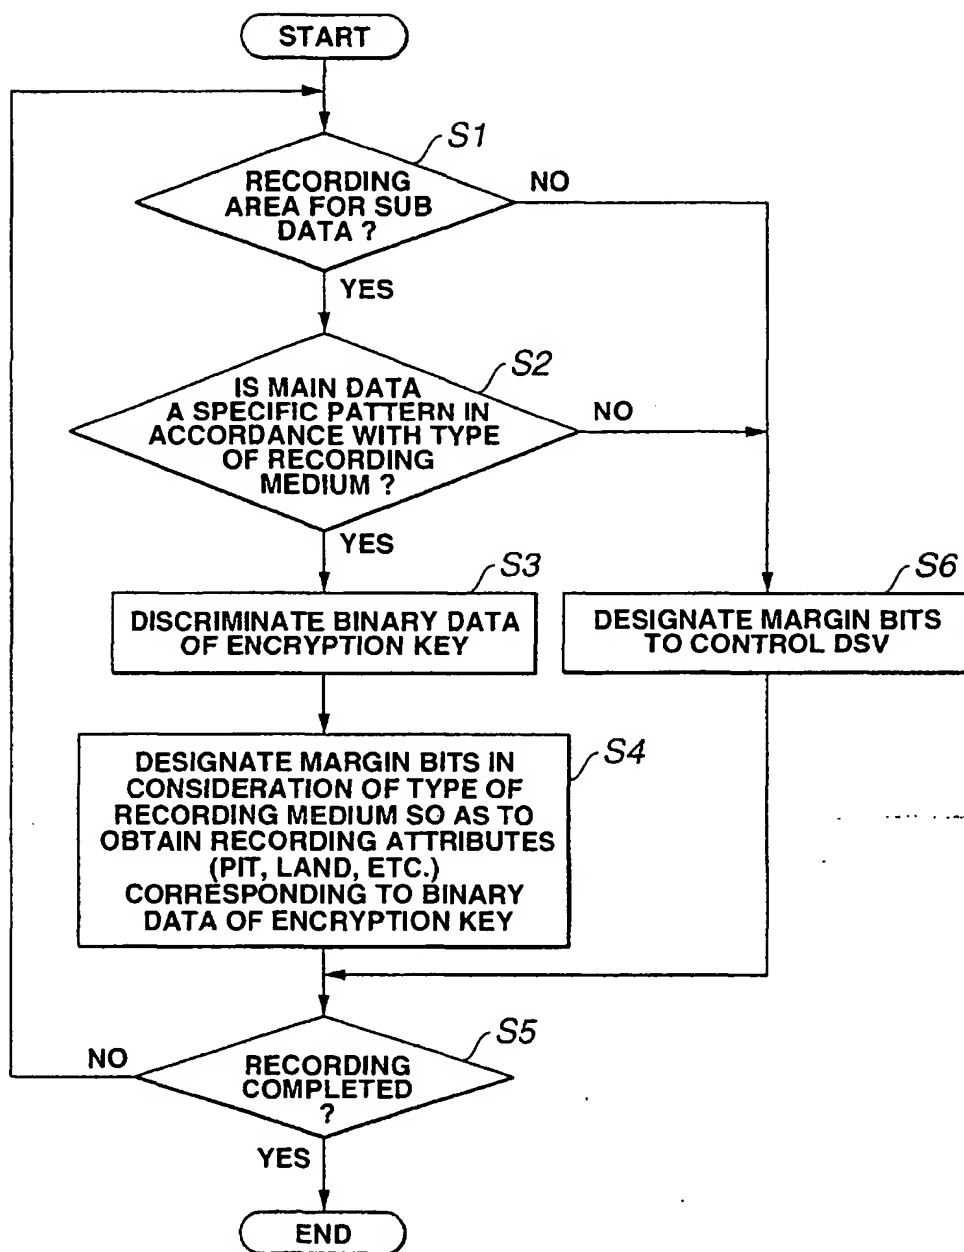 START
S1
RECORDING
AREA FOR SUB
DATA ?
NO
YES
S2
IS MAIN DATA
A SPECIFIC PATTERN IN
ACCORDANCE WITH TYPE
OF RECORDING
MEDIUM ?
NO
YES
S3
DISCRIMINATE BINARY DATA
OF ENCRYPTION KEY
S6
DESIGNATE MARGIN BITS
TO CONTROL DSV
S4
DESIGNATE MARGIN BITS IN
CONSIDERATION OF TYPE OF
RECORDING MEDIUM SO AS TO
OBTAIN RECORDING ATTRIBUTES
(PIT, LAND, ETC.)
CORRESPONDING TO BINARY
DATA OF ENCRYPTION KEY
S5
NO
RECORDING
COMPLETED
?
YES
END